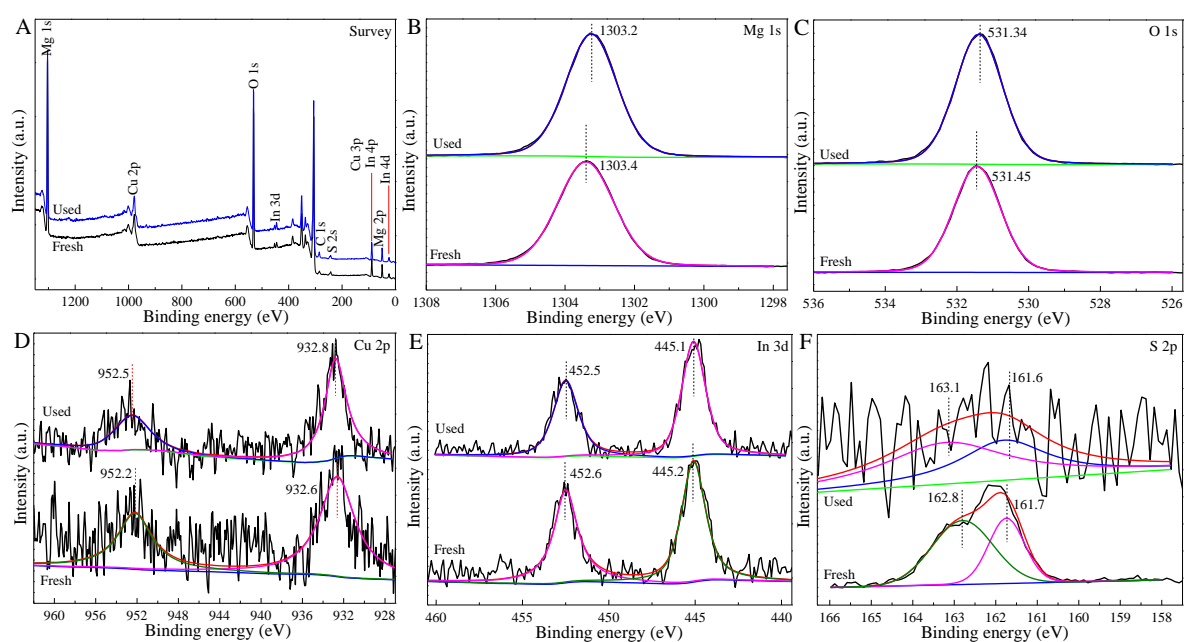 A
Survey
Mg 1s
O 1s
Cu 2p
In 3d
C 1s
S 2s
Cu 3p
In 4p
Mg 2p
In 4d
Used
Fresh
Intensity (a.u.)
1200 1000 800 600 400 200 0
Binding energy (eV)
B
Mg 1s
1303.2
Used
1303.4
Fresh
Intensity (a.u.)
1308 1306 1304 1302 1300 1298
Binding energy (eV)
C
O 1s
531.34
Used
531.45
Fresh
Intensity (a.u.)
536 534 532 530 528 526
Binding energy (eV)
D
Cu 2p
932.8
952.5
Used
952.2
932.6
Fresh
Intensity (a.u.)
960 956 952 948 944 940 936 932 928
Binding energy (eV)
E
In 3d
445.1
452.5
Used
452.6
445.2
Fresh
Intensity (a.u.)
460 455 450 445 440
Binding energy (eV)
F
S 2p
163.1
161.6
Used
162.8
161.7
Fresh
Intensity (a.u.)
166 165 164 163 162 161 160 159 158
Binding energy (eV)